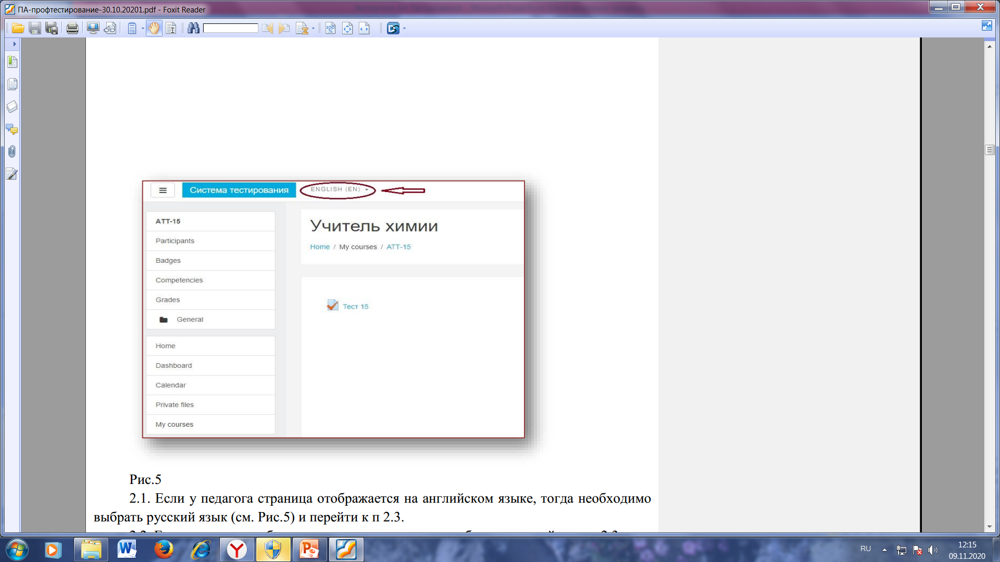 ПА-профтестирование-30.10.20201.pdf - Foxit Reader
Система тестирования
ENGLISH (EN)
АТТ-15
Participants
Badges
Competencies
Grades
General
Home
Dashboard
Calendar
Private files
My courses
Учитель химии
Home / My courses / АТТ-15
Тест 15
Рис.5
2.1. Если у педагога страница отображается на английском языке, тогда необходимо
выбрать русский язык (см. Рис.5) и перейти к п 2.3.
RU
12:15
09.11.2020